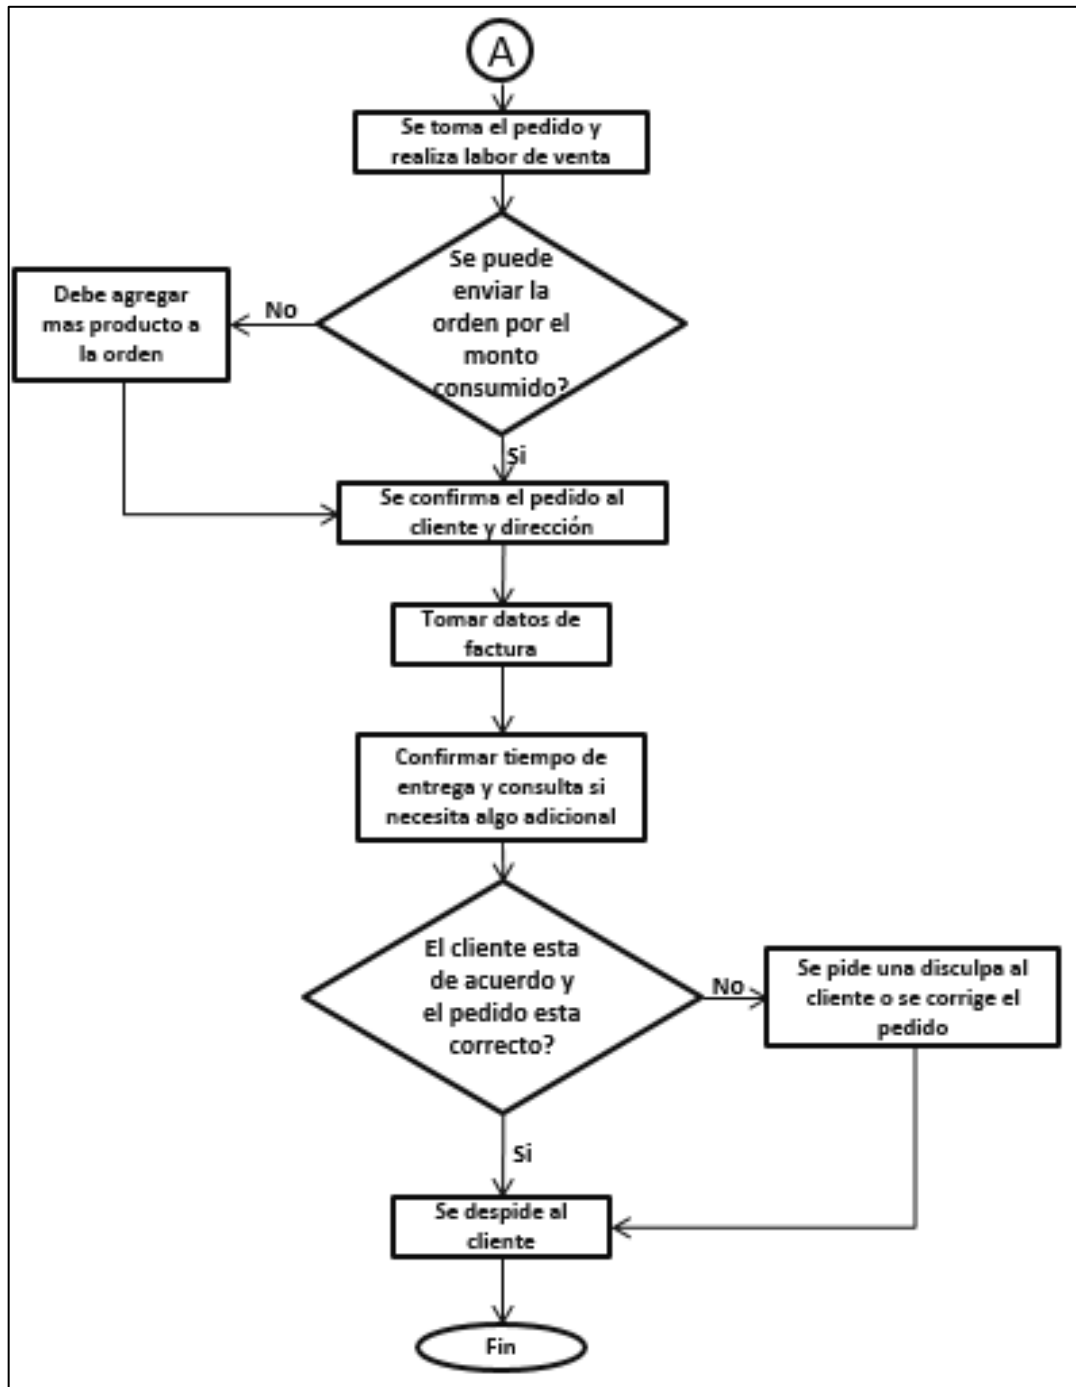 A
Se toma el pedido y
realiza labor de venta
Se puede
enviar la
orden por el
monto
consumido?
No
Debe agregar
mas producto a
la orden
Si
Se confirma el pedido al
cliente y dirección
Tomar datos de
factura
Confirmar tiempo de
entrega y consulta si
necesita algo adicional
El cliente esta
de acuerdo y
el pedido esta
correcto?
No
Se pide una disculpa al
cliente o se corrige el
pedido
Si
Se despide al
cliente
Fin